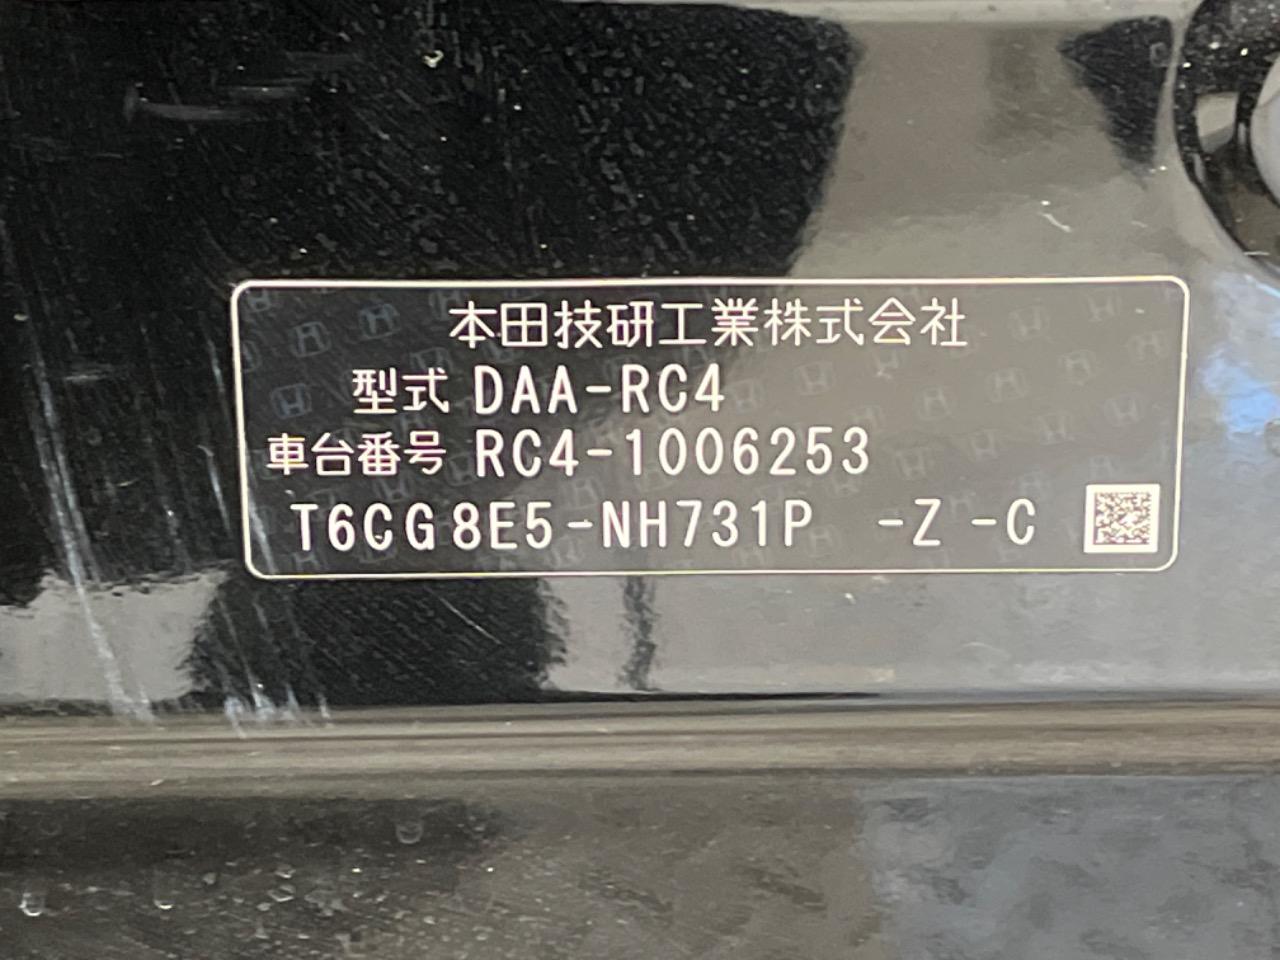 本田技研工業株式会社
型式 DAA-RC4
車台番号 RC4-1006253
T6CG8E5-NH731P -Z -C